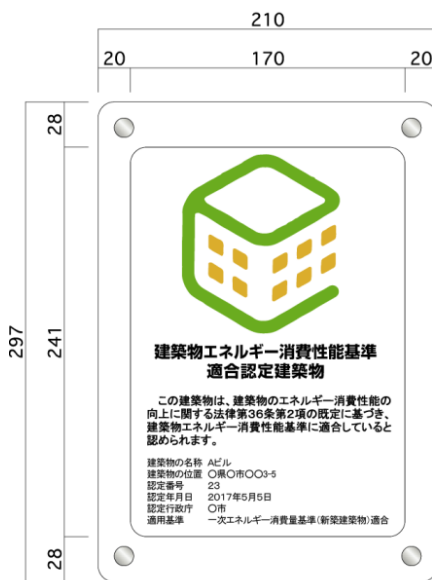 210
20 170 20
28
297
241
建築物エネルギー消費性能基準
適合認定建築物
この建築物は、建築物のエネルギー消費性能の
向上に関する法律第36条第2項の既定に基づき、
建築物エネルギー消費性能基準に適合していると
認められます。
建築物の名称 Aビル
建築物の位置 〇県〇市〇〇3-5
認定番号 23
認定年月日 2017年5月5日
認定行政庁 〇市
適用基準 一次エネルギー消費量基準(新築建築物)適合
28